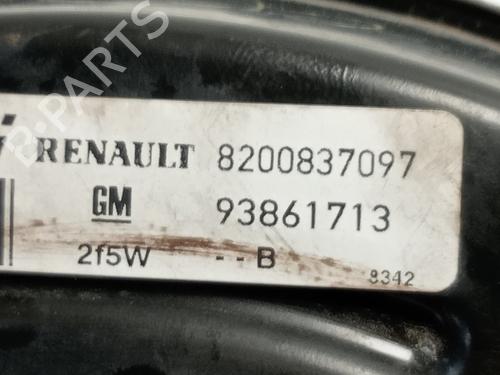 B-PARTS
RENAULT 8200837097
GM 93861713
2f5W --B
8342